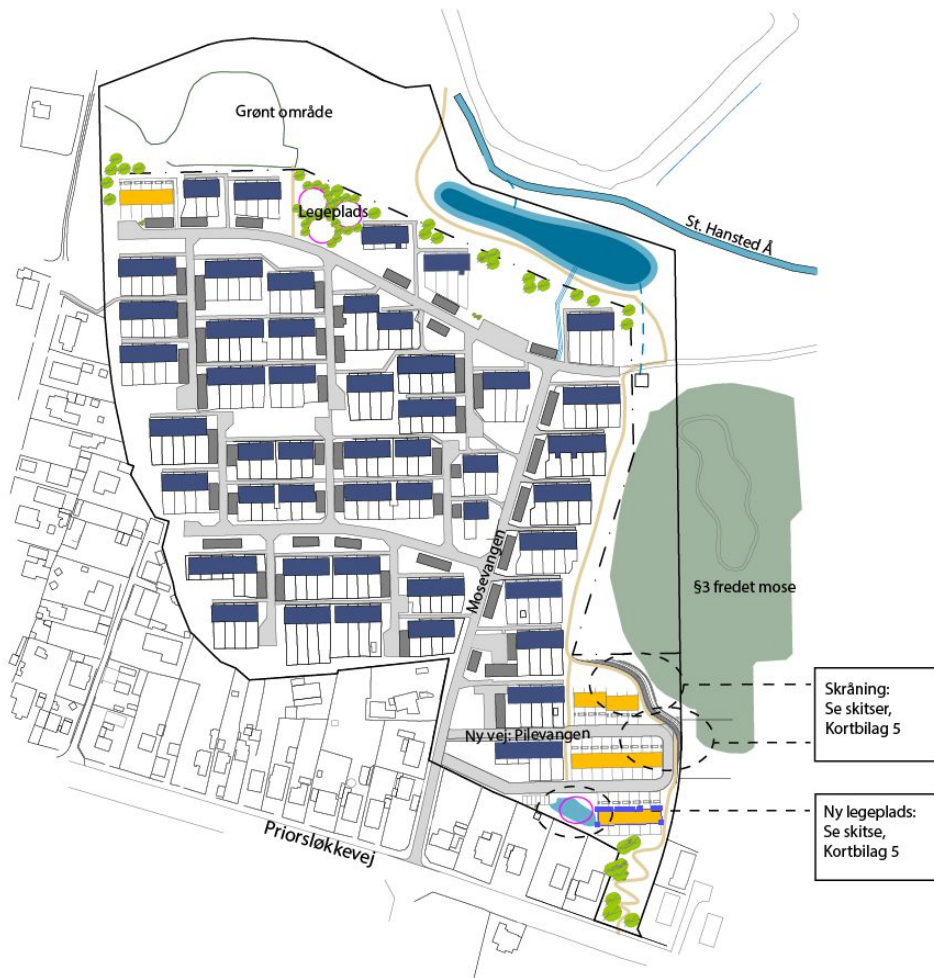 Grønt område
Legeplads
St. Hansted Å
§3 fredet mose
Mosevangen
Skråning:
Se skitser,
Kortbilag 5
Ny vej: Pilevangen
Ny legeplads:
Se skitse,
Kortbilag 5
Priorsløkkevej